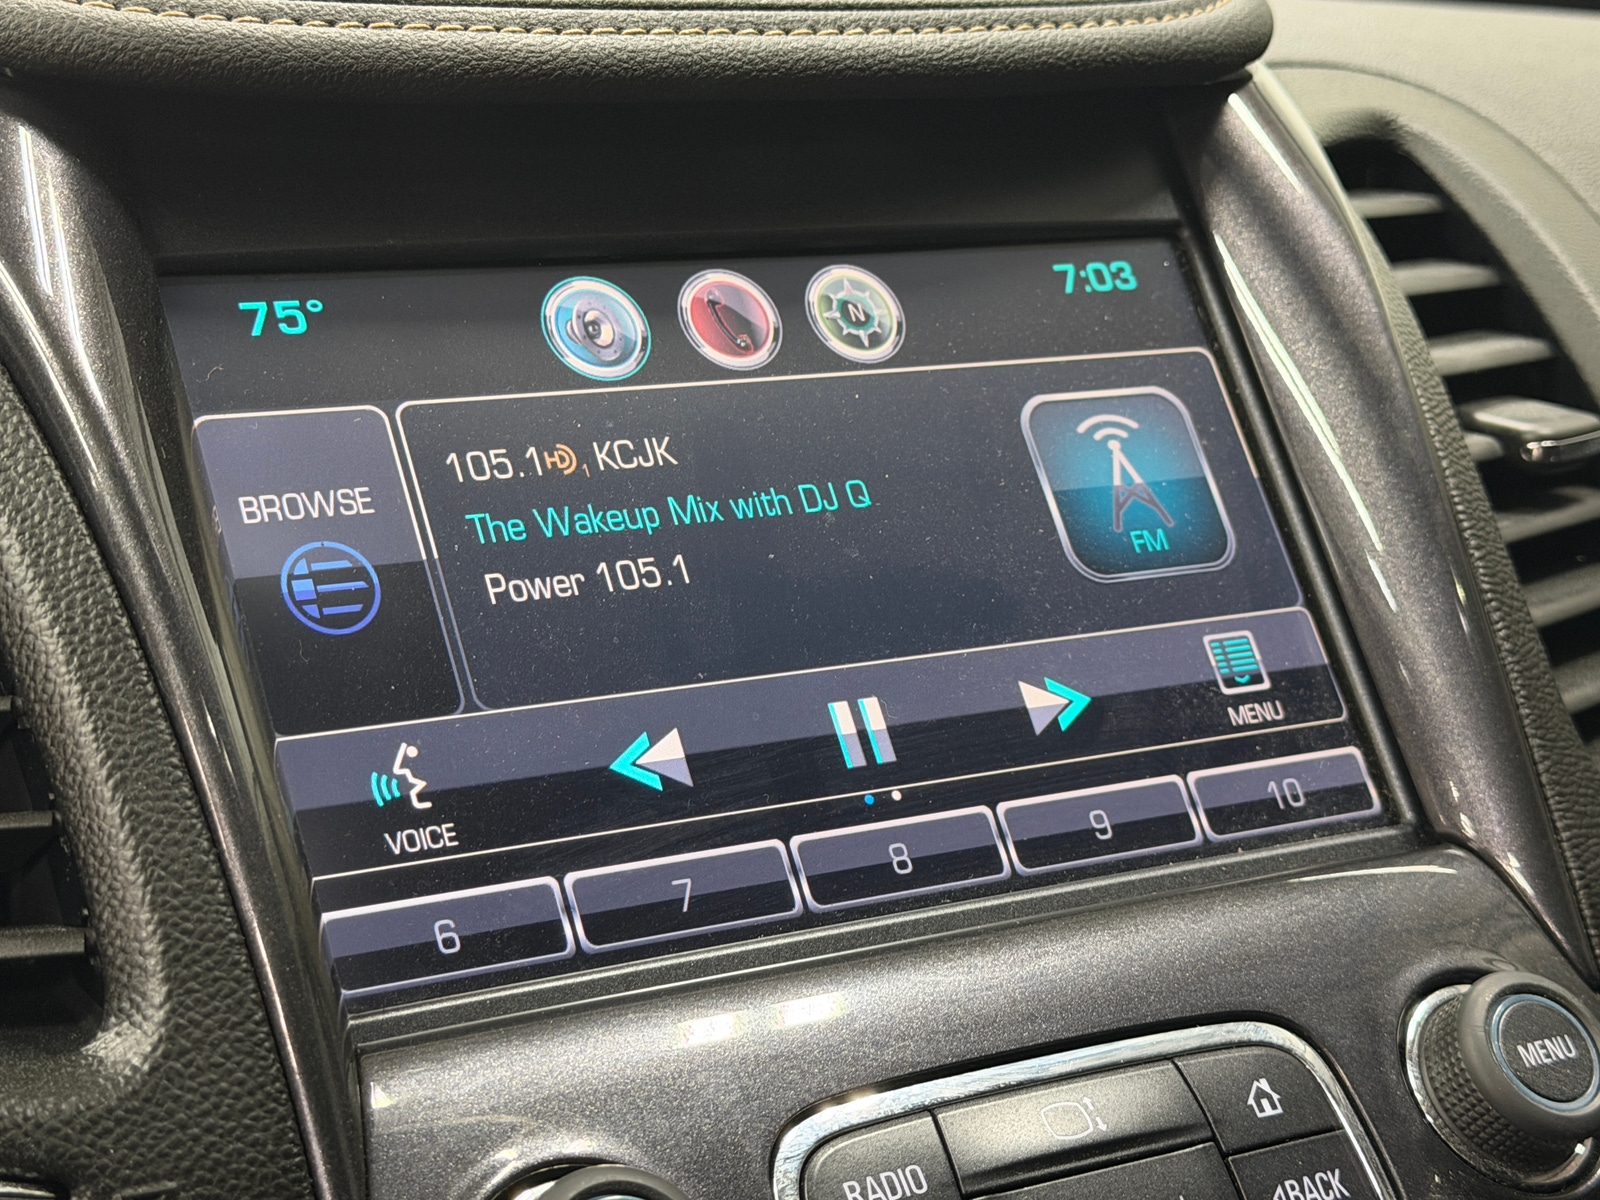 75°
N
7:03
BROWSE
105.1 HD 1 KCJK
The Wakeup Mix with DJ Q
Power 105.1
FM
VOICE
MENU
6
7
8
9
10
MENU
RADIO
BACK